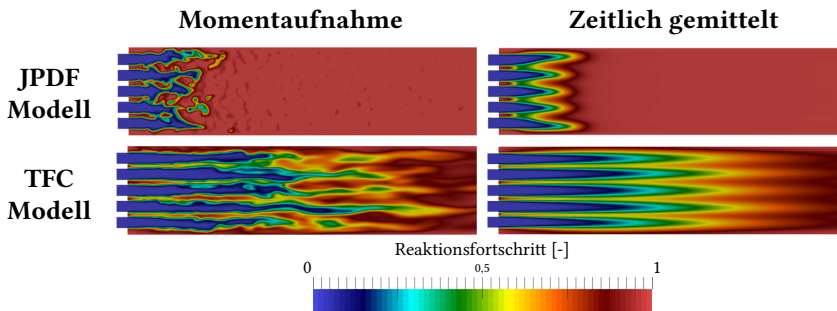 Momentaufnahme
Zeitlich gemittelt
JPDF
Modell
TFC
Modell
Reaktionsfortschritt [-]
0
0,5
1